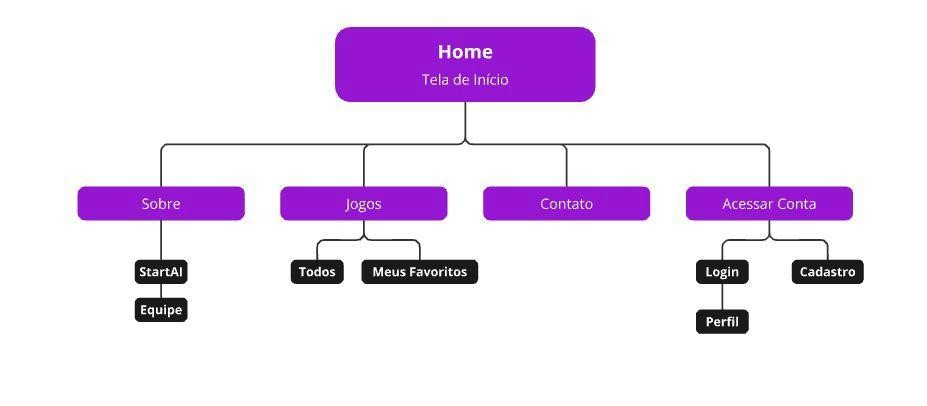 Home
Tela de Início
Sobre
Jogos
Contato
Acessar Conta
StartAI
Todos
Meus Favoritos
Login
Cadastro
Equipe
Perfil